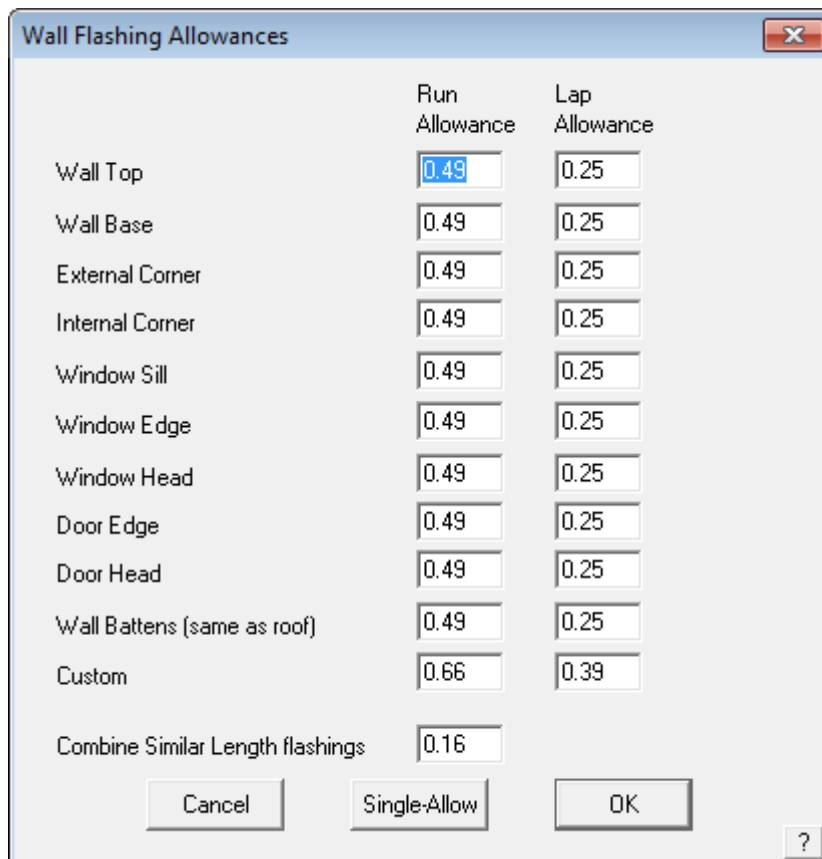 Wall Flashing Allowances
Run Lap
Allowance Allowance
Wall Top 0.49 0.25
Wall Base 0.49 0.25
External Corner 0.49 0.25
Internal Corner 0.49 0.25
Window Sill 0.49 0.25
Window Edge 0.49 0.25
Window Head 0.49 0.25
Door Edge 0.49 0.25
Door Head 0.49 0.25
Wall Battens (same as roof) 0.49 0.25
Custom 0.66 0.39
Combine Similar Length flashings 0.16
Cancel Single-Allow OK
?